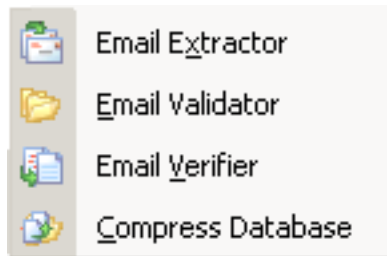 Email Extractor
Email Validator
Email Verifier
Compress Database